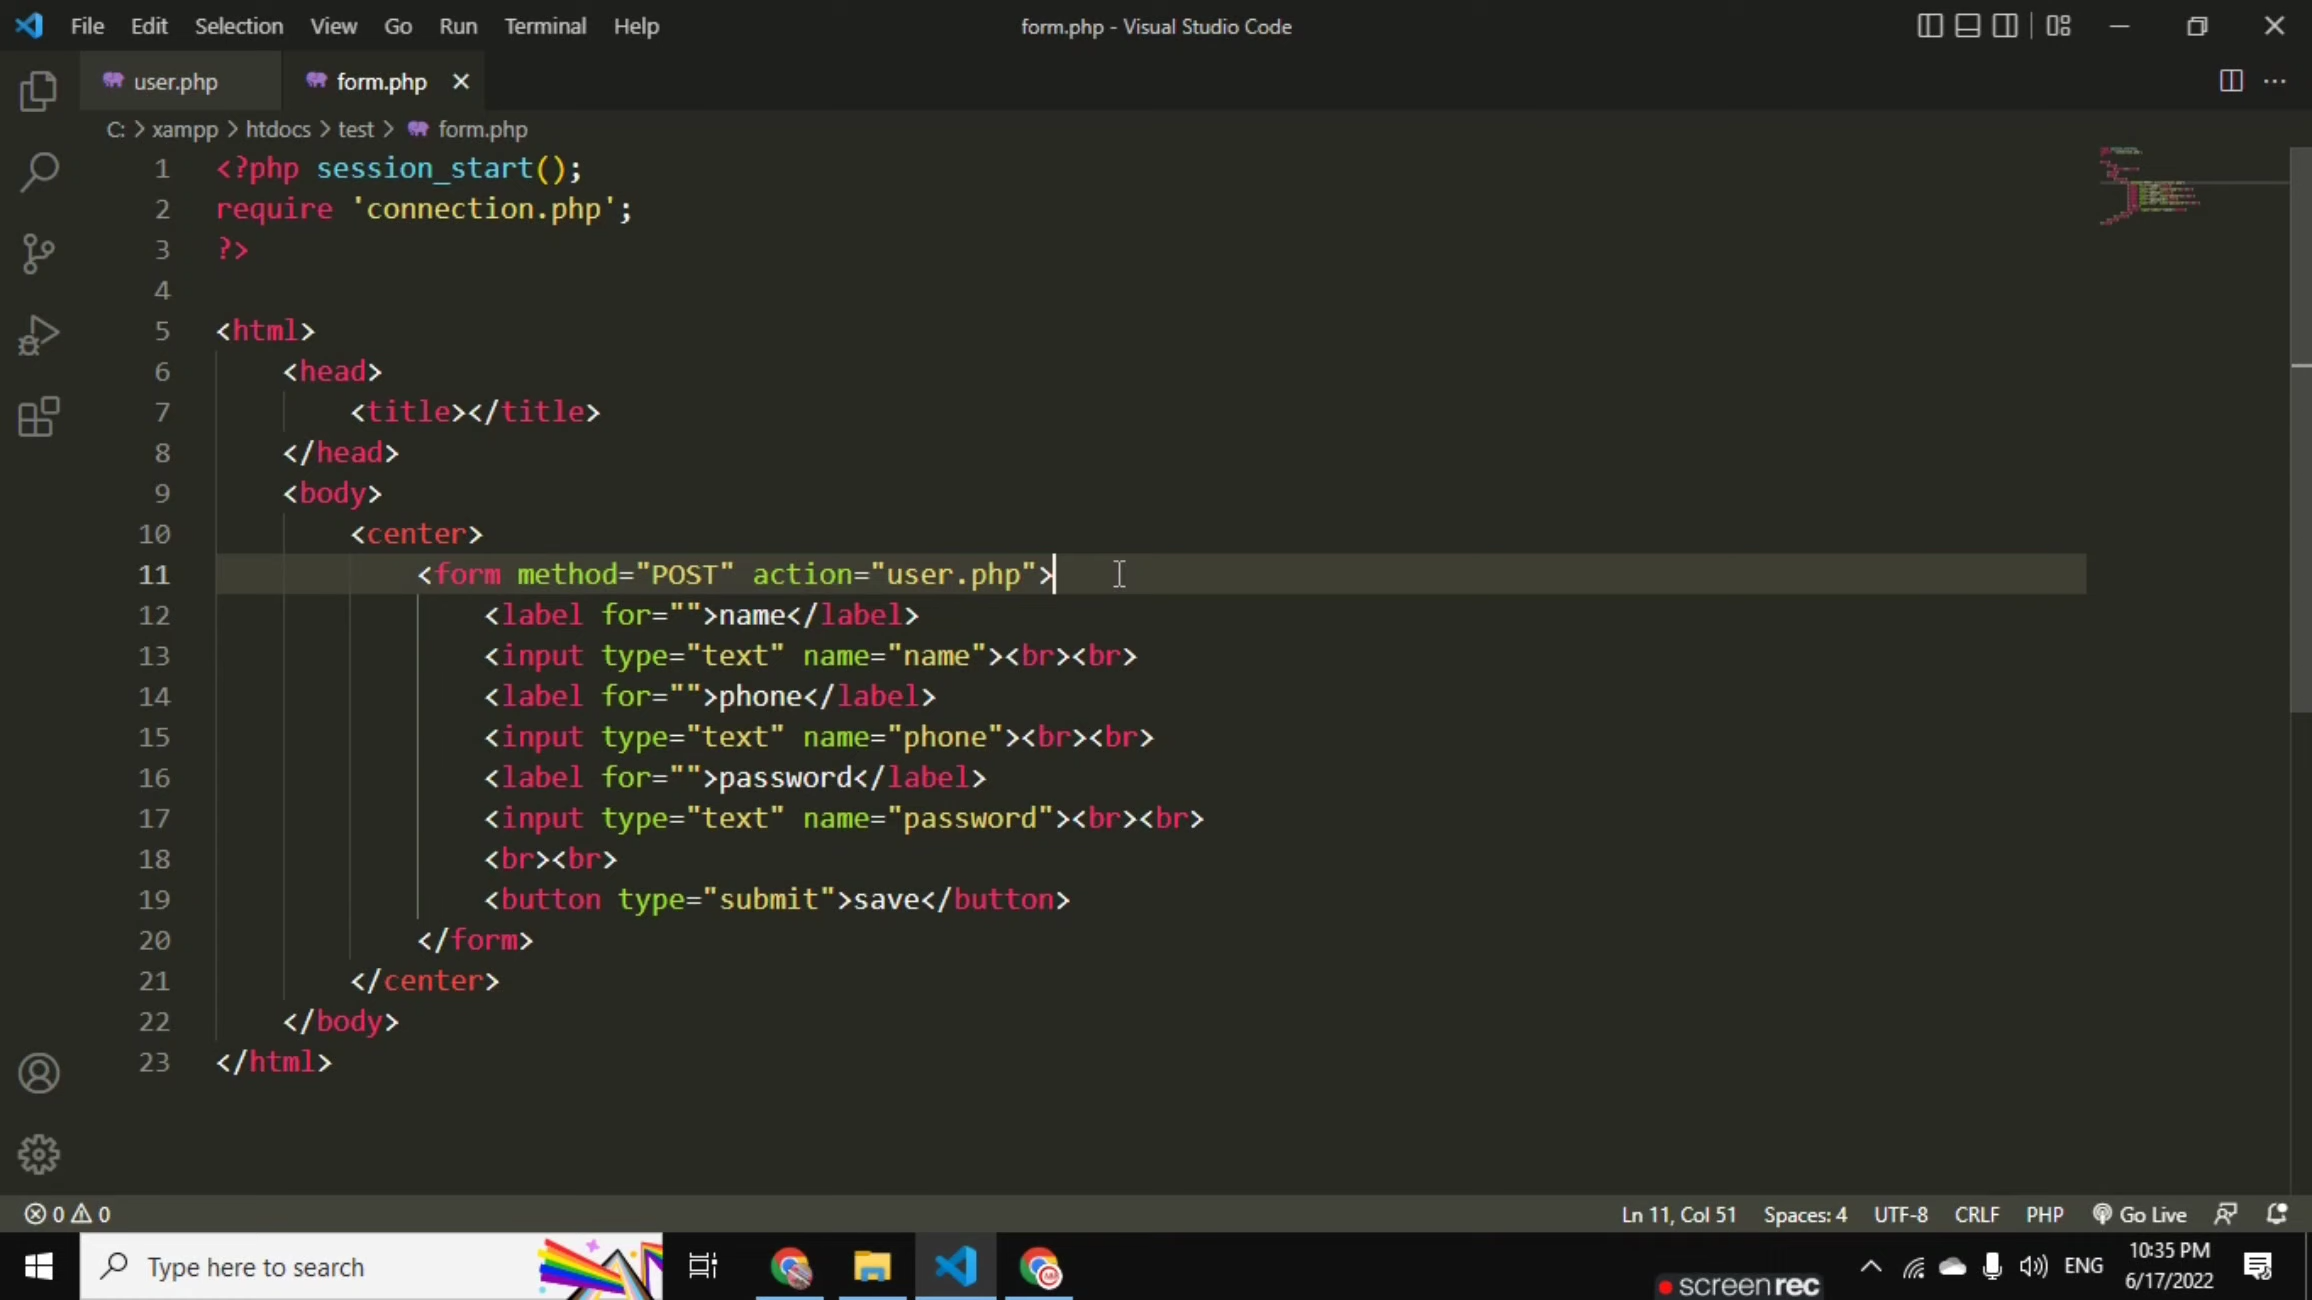 File Edit Selection View Go Run Terminal Help
form.php - Visual Studio Code
user.php
form.php
C: > xampp > htdocs > test > form.php
1 <?php session_start();
2 require 'connection.php';
3 ?>
4
5 <html>
6 <head>
7 <title></title>
8 </head>
9 <body>
10 <center>
11 <form method="POST" action="user.php">
12 <label for="">name</label>
13 <input type="text" name="name"><br><br>
14 <label for="">phone</label>
15 <input type="text" name="phone"><br><br>
16 <label for="">password</label>
17 <input type="text" name="password"><br><br>
18 <br><br>
19 <button type="submit">save</button>
20 </form>
21 </center>
22 </body>
23 </html>
0 0
Ln 11, Col 51 Spaces: 4 UTF-8 CRLF PHP Go Live
Type here to search
ENG
10:35 PM
6/17/2022
screenrec